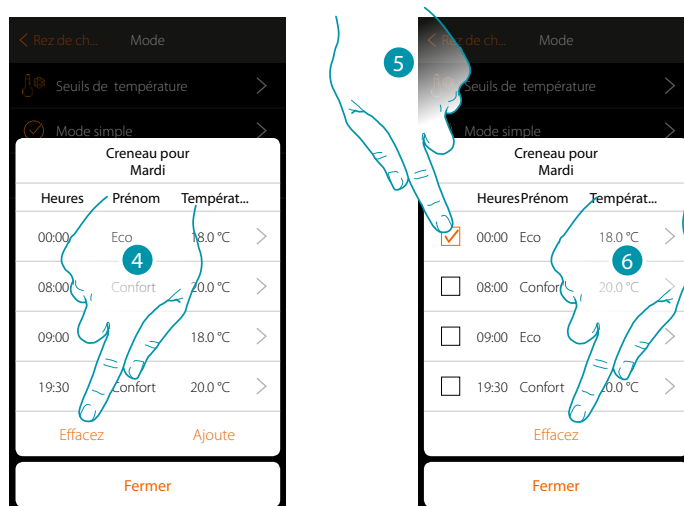 < Rez de ch... Mode
Seuils de température
Mode simple
Creneau pour
Mardi
Heures Prénom Températ...
00:00 Eco 18.0 °C
08:00 Confort 20.0 °C
09:00 18.0 °C
19:30 Confort 20.0 °C
Effacez Ajoute
Fermer
4
5
de ch... Mode
Seuils de température
Mode simple
Creneau pour
Mardi
Heures Prénom Températ...
00:00 Eco 18.0 °C
08:00 Confort 20.0 °C
09:00 Eco
19:30 Confort 20.0 °C
Effacez
Fermer
6